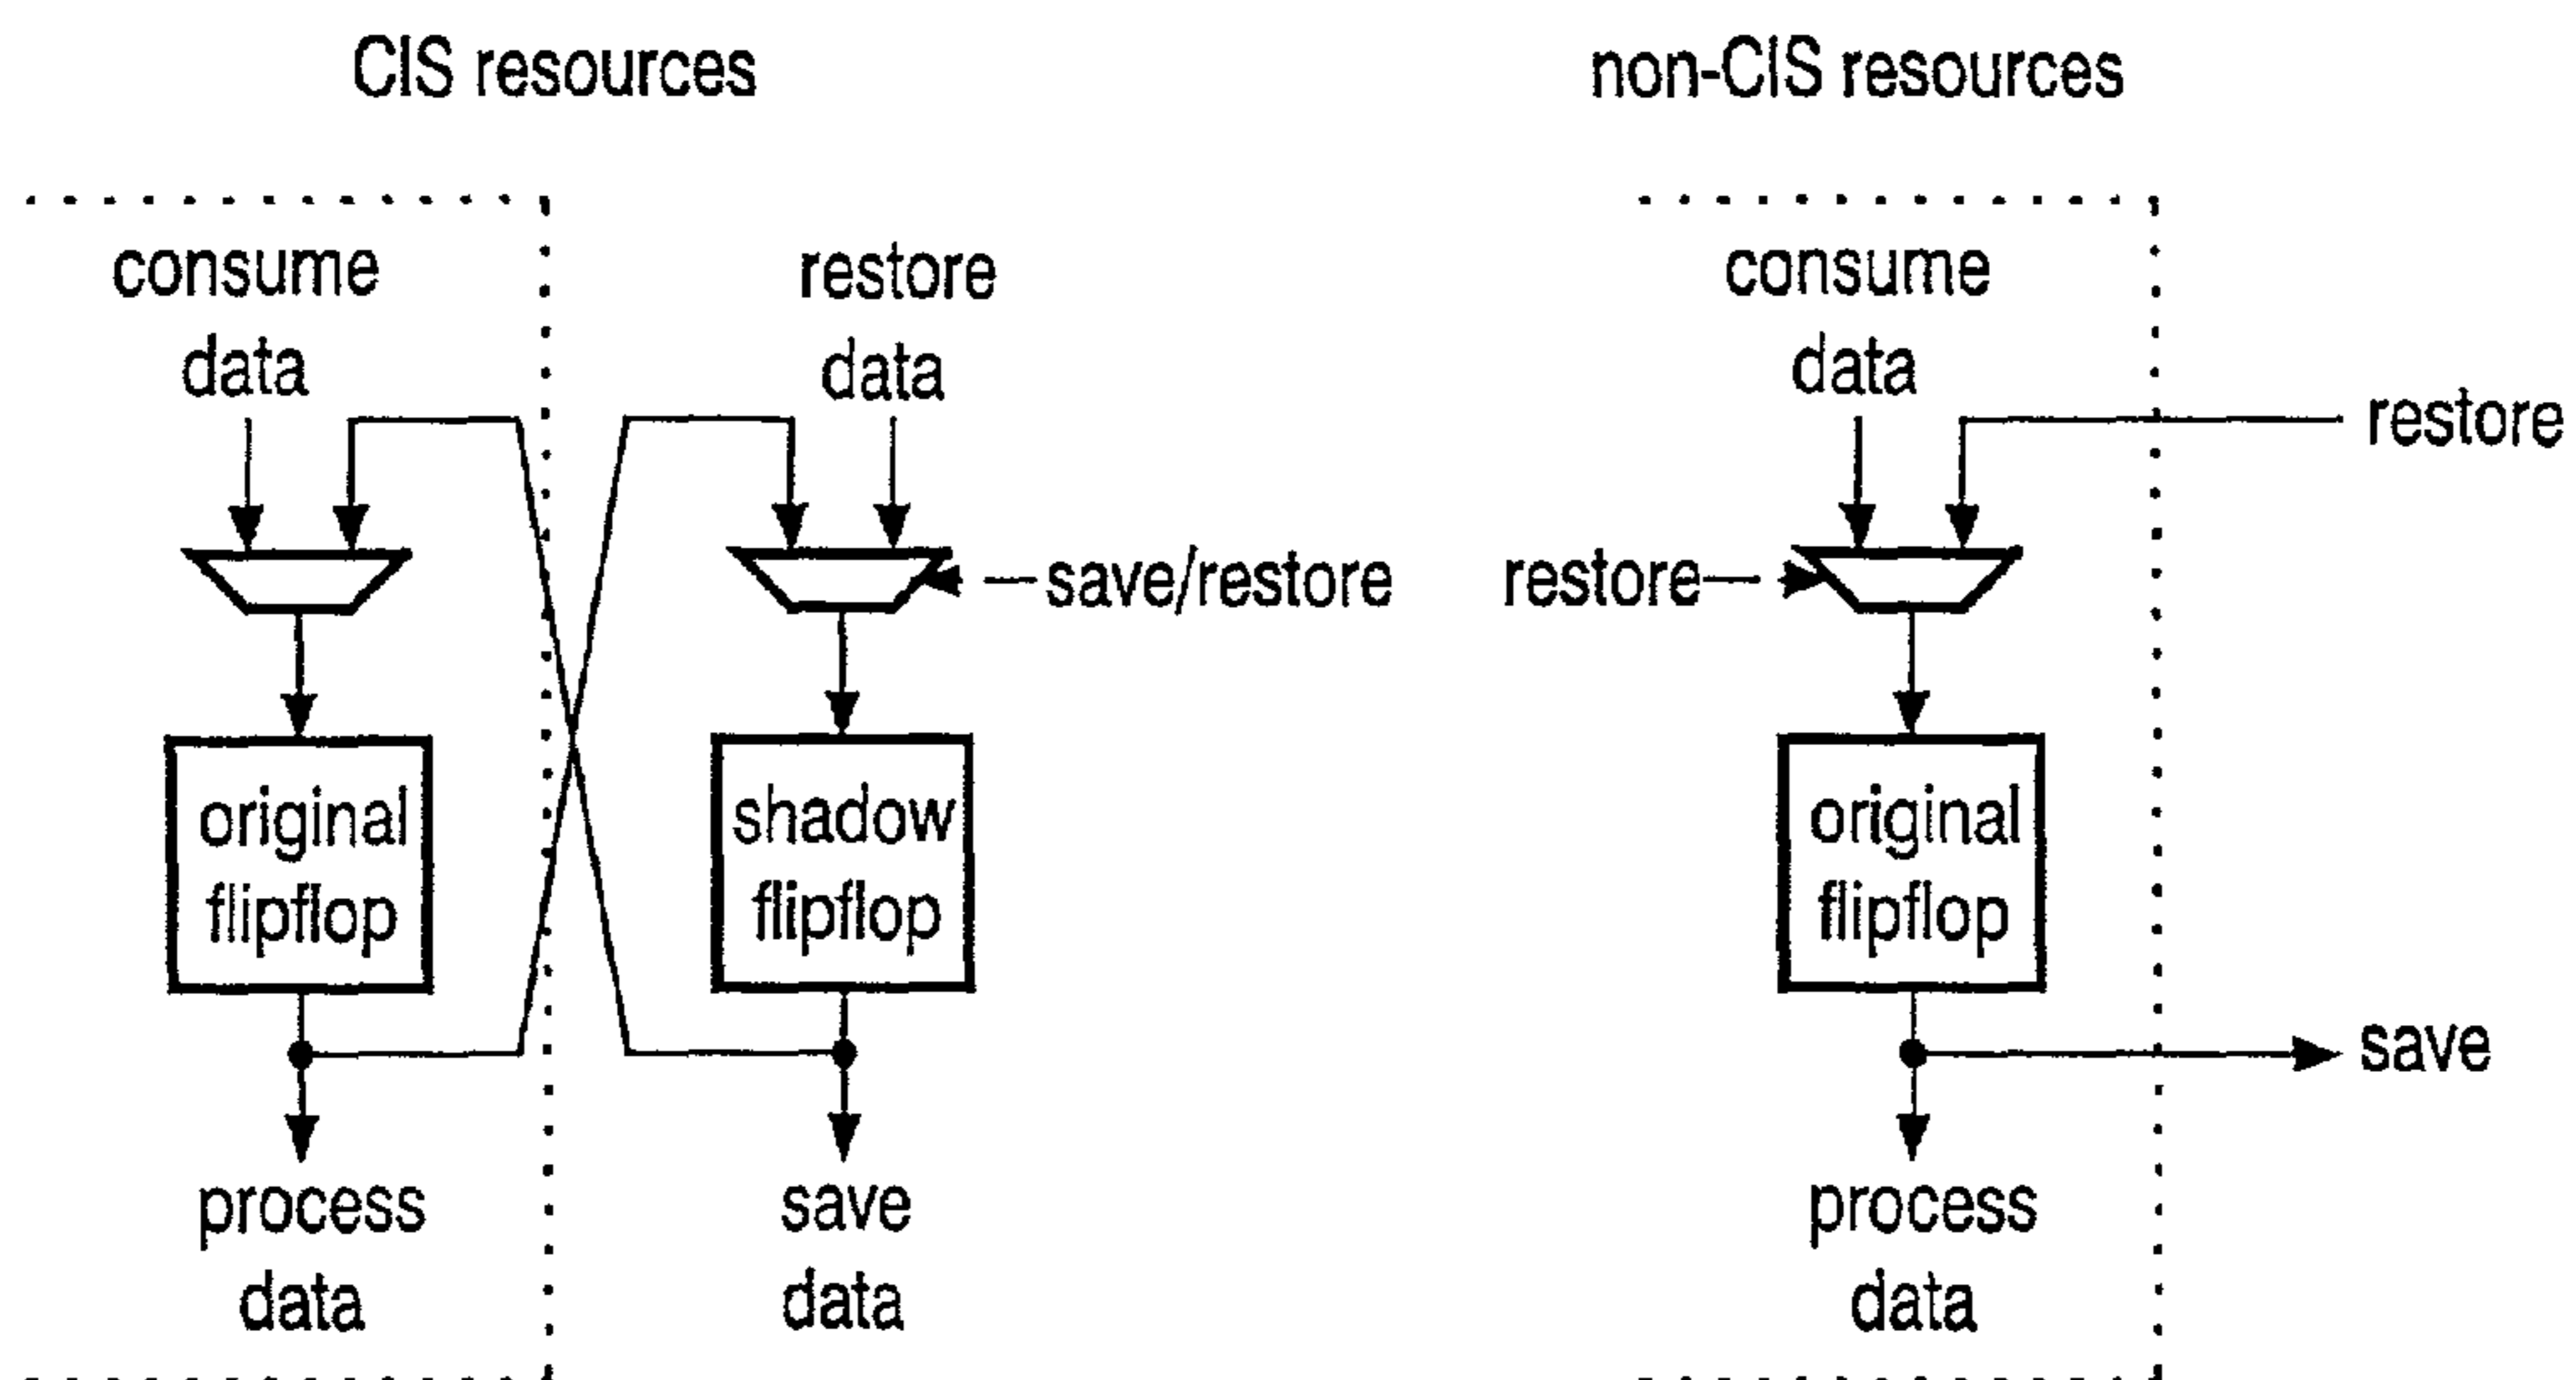 CIS resources
consume
data
restore
data
save/restore
original
flipflop
shadow
flipflop
process
data
save
data
non-CIS resources
consume
data
restore
restore
original
flipflop
save
process
data